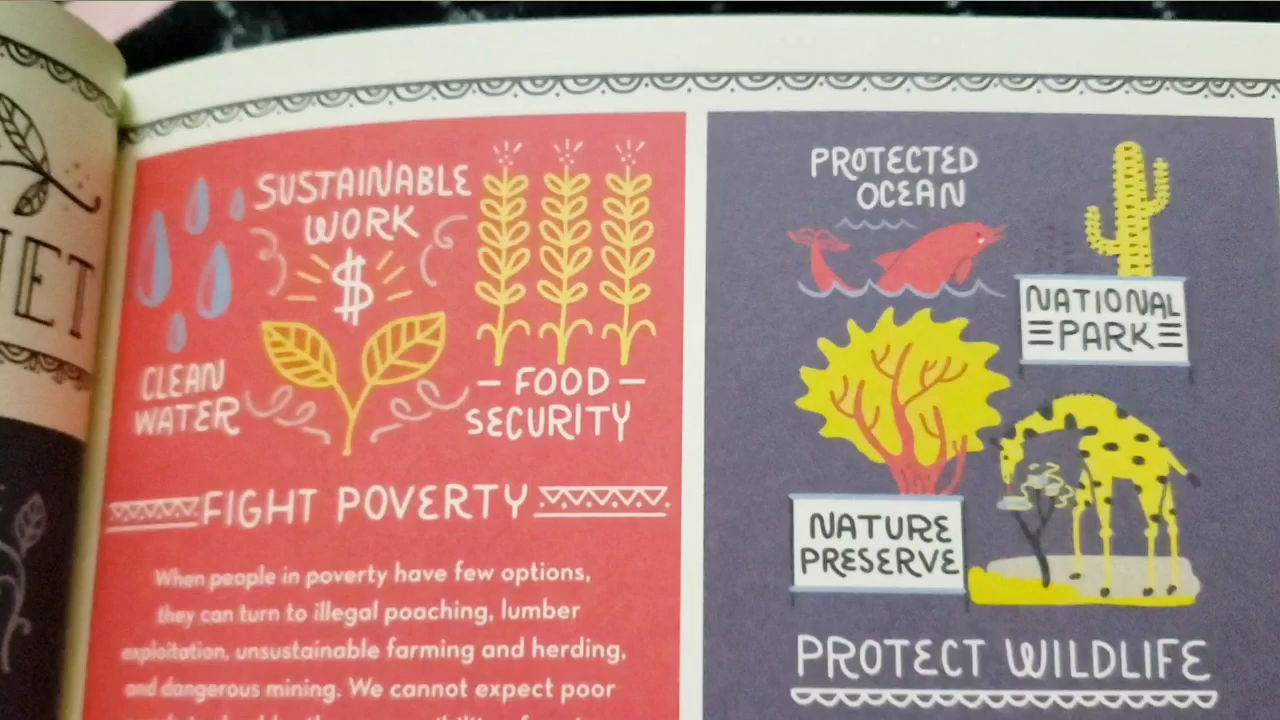 NET
SUSTAINABLE
WORK
$
CLEAN
WATER
FOOD
SECURITY
FIGHT POVERTY
When people in poverty have few options,
they can turn to illegal poaching, lumber
exploitation, unsustainable farming and herding,
and dangerous mining. We cannot expect poor
PROTECTED
OCEAN
NATIONAL
PARK
NATURE
PRESERVE
PROTECT WILDLIFE